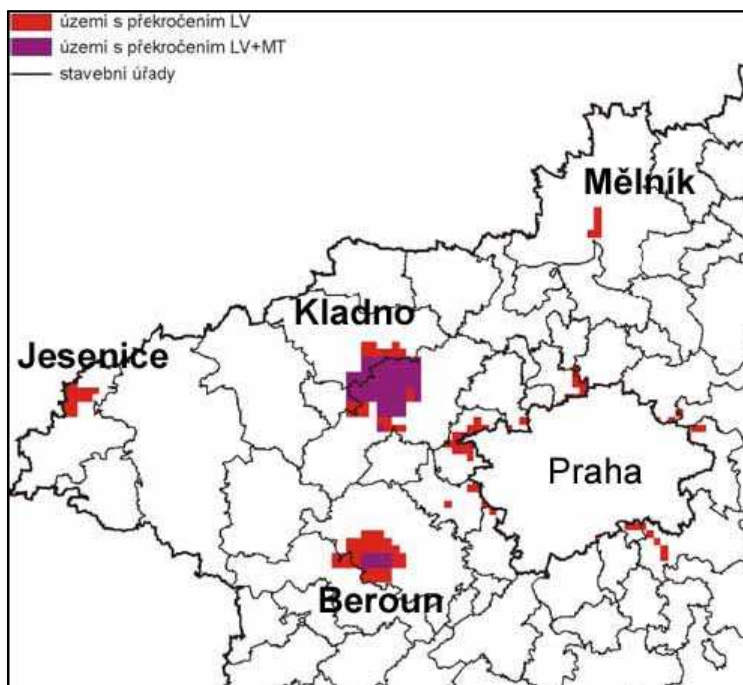 území s překročením LV
území s překročením LV+MT
stavební úřady
Mělník
Kladno
Jesenice
Praha
Beroun